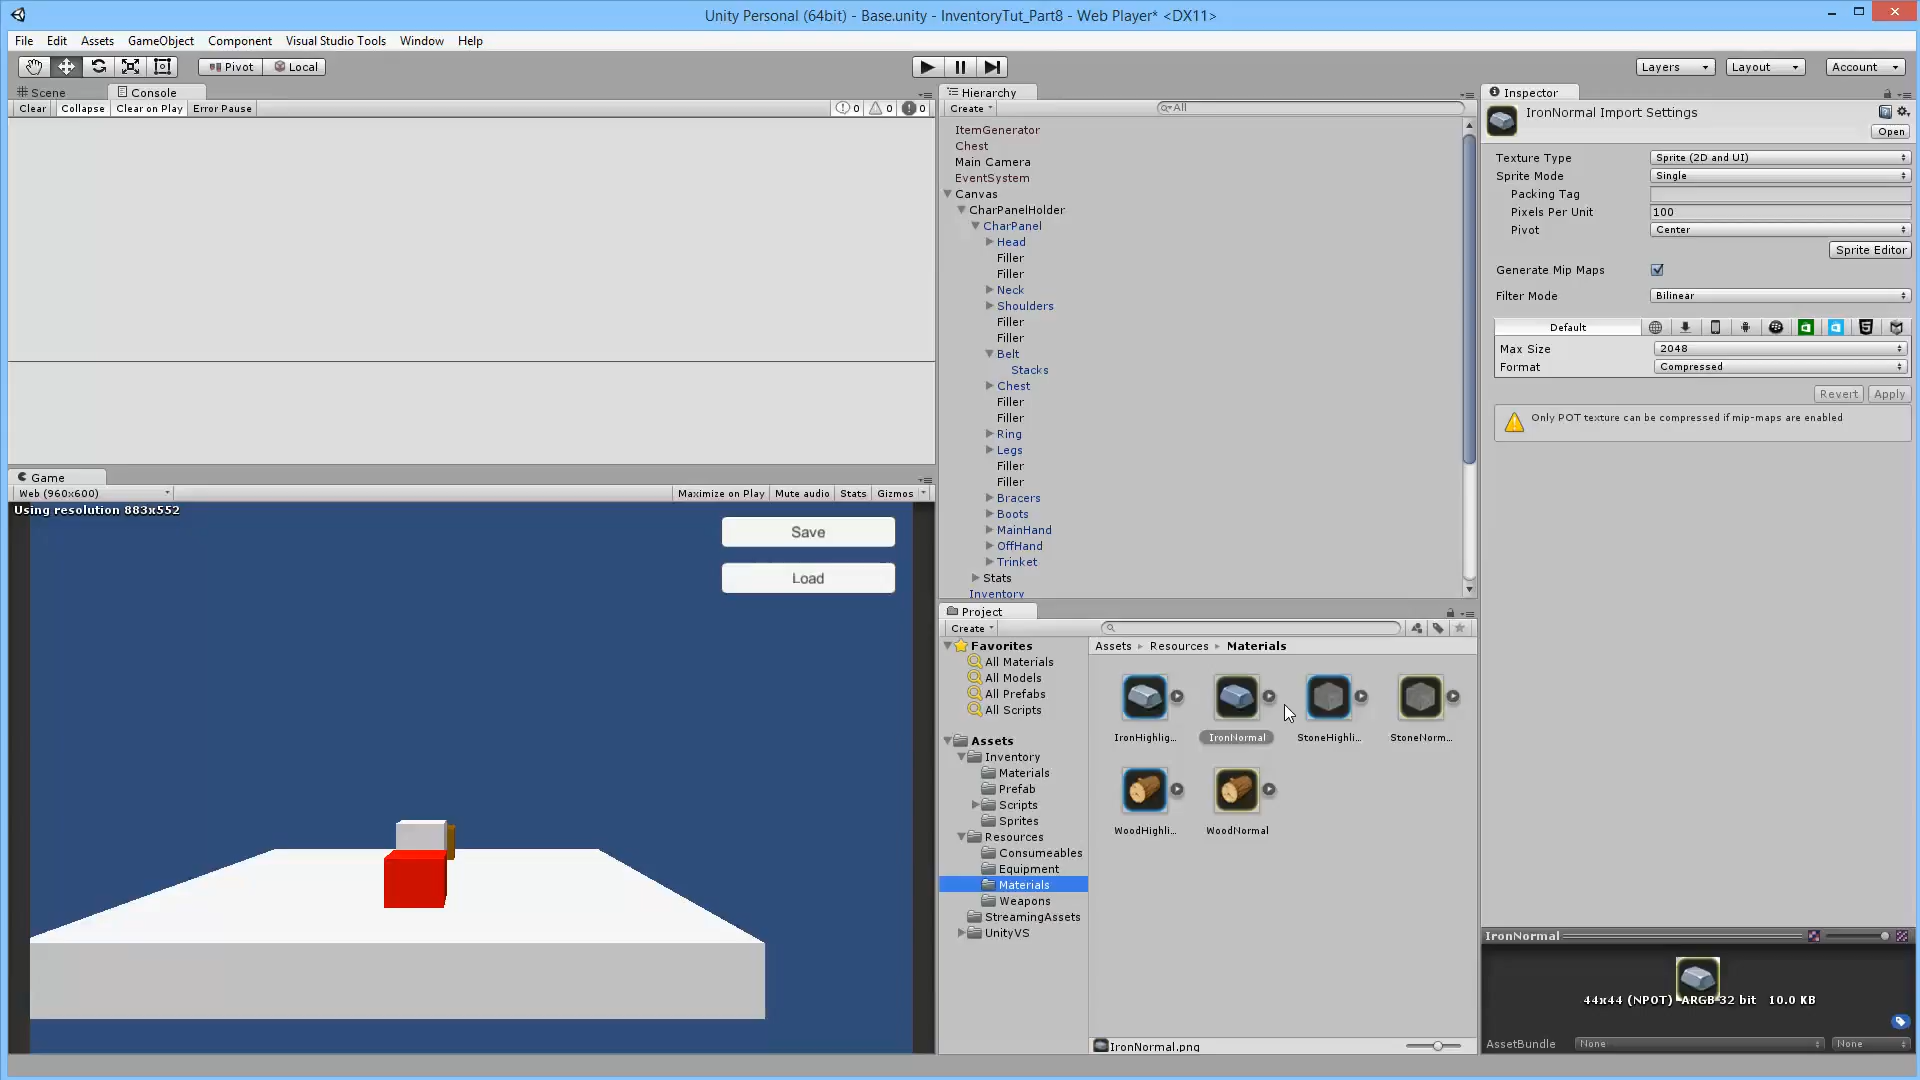 Unity Personal (64bit) - Base.unity - InventoryTut_Part8 - Web Player* <DX11>
File Edit Assets GameObject Component Visual Studio Tools Window Help
Pivot Local Layers Layout Account
Scene Console
Clear Collapse Clear on Play Error Pause 0 0 0
Game
Web (960x600) Maximize on Play Mute audio Stats Gizmos
Using resolution 883x552
Save
Load
Hierarchy
Create All
ItemGenerator
Chest
Main Camera
EventSystem
Canvas
CharPanelHolder
CharPanel
Head
Filler
Filler
Neck
Shoulders
Filler
Filler
Belt
Stacks
Chest
Filler
Filler
Ring
Legs
Filler
Filler
Bracers
Boots
MainHand
OffHand
Trinket
Stats
Inventory
Project
Create
Favorites
All Materials
All Models
All Prefabs
All Scripts
Assets
Inventory
Materials
Prefab
Scripts
Sprites
Resources
Consumeables
Equipment
Materials
Weapons
StreamingAssets
UnityVS
Assets Resources Materials
IronHighlig... IronNormal StoneHighli... StoneNorm...
WoodHighli... WoodNormal
IronNormal.png
Inspector
IronNormal Import Settings
Open
Texture Type Sprite (2D and UI)
Sprite Mode Single
Packing Tag
Pixels Per Unit 100
Pivot Center
Sprite Editor
Generate Mip Maps
Filter Mode Bilinear
Default
Max Size 2048
Format Compressed
Revert Apply
Only POT texture can be compressed if mip-maps are enabled
IronNormal
44x44 (NPOT) ARGB 32 bit 10.0 KB
AssetBundle None None